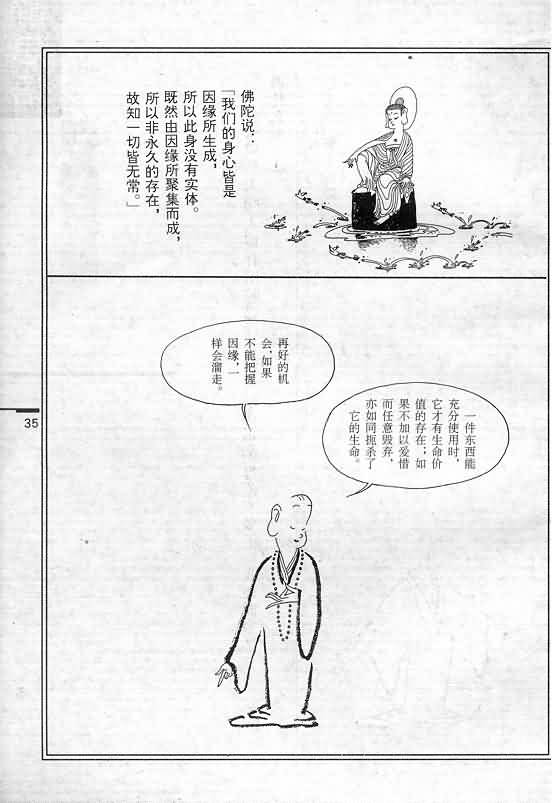 佛陀说：
「我们的身心皆是
因缘所生成，
所以此身没有实体。
既然由因缘所聚集而成，
所以非永久的存在，
故知一切皆无常。」
一件东西能
充分使用时，
它才有生命价
值的存在；如
果不加以爱惜
而任意毁弃，
亦如同扼杀了
它的生命。
再好的机
会，如果
不能把握
因缘，一
样会溜走。
35